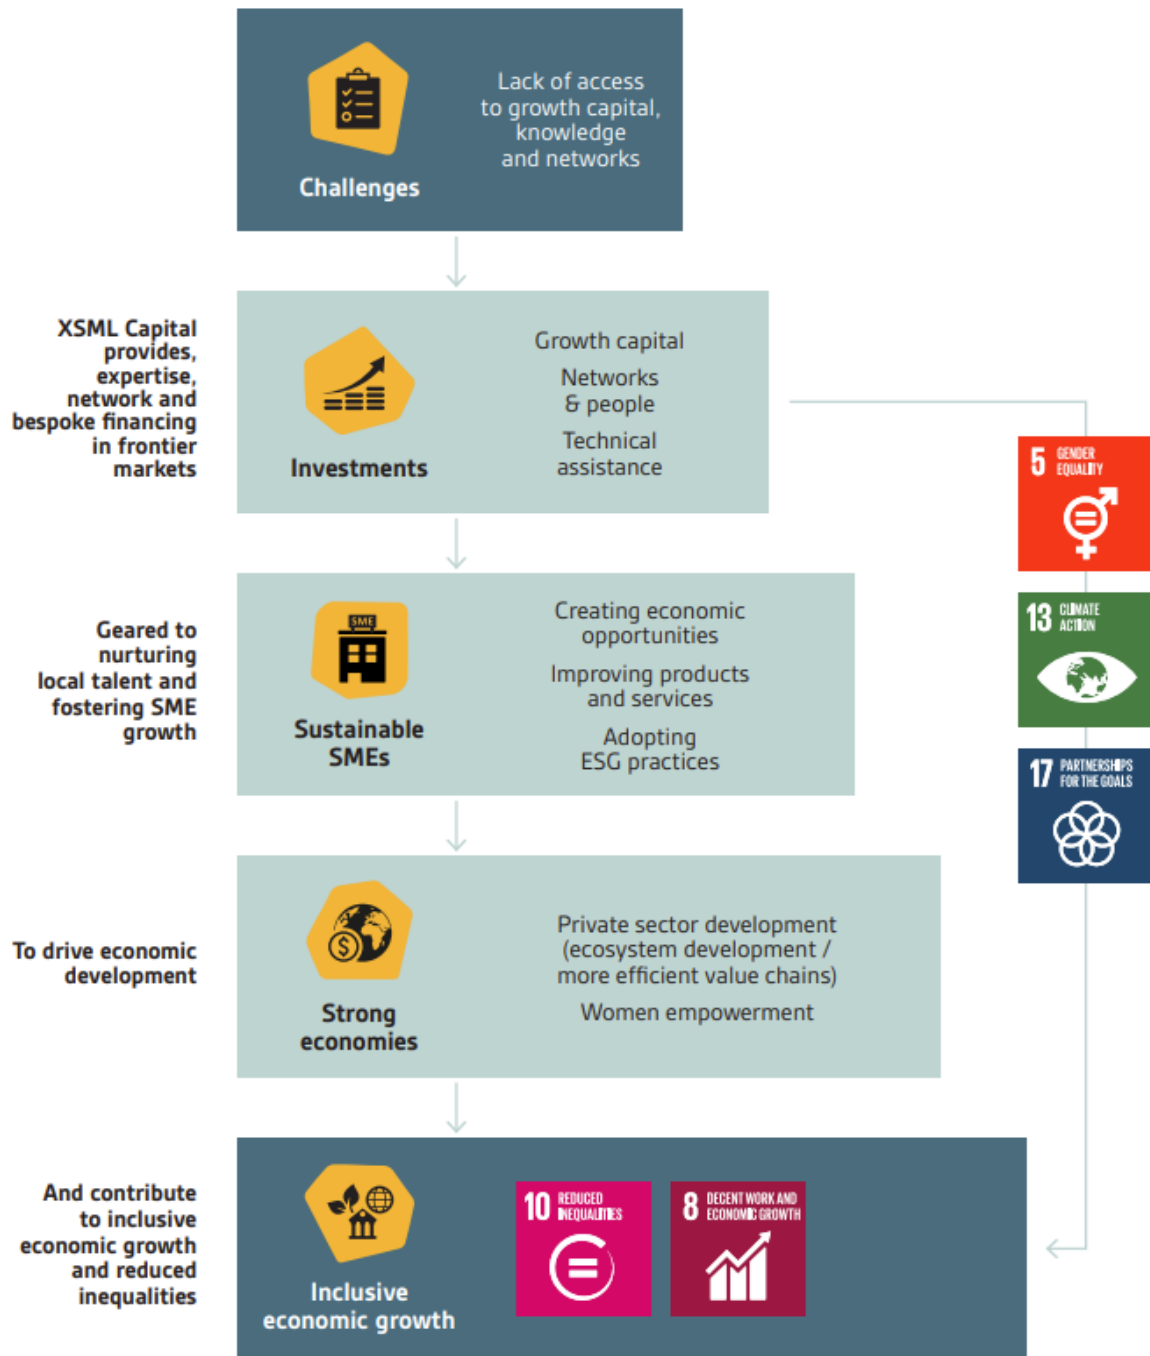 Challenges
Lack of access
to growth capital,
knowledge
and networks
XSML Capital
provides,
expertise,
network and
bespoke financing
in frontier
markets
Investments
Growth capital
Networks
& people
Technical
assistance
5 GENDER
EQUALITY
13 CLIMATE
ACTION
17 PARTNERSHIPS
FOR THE GOALS
Geared to
nurturing
local talent and
fostering SME
growth
SME
Sustainable
SMEs
Creating economic
opportunities
Improving products
and services
Adopting
ESG practices
To drive economic
development
$
Strong
economies
Private sector development
(ecosystem development /
more efficient value chains)
Women empowerment
And contribute
to inclusive
economic growth
and reduced
inequalities
Inclusive
economic growth
10 REDUCED
INEQUALITIES
8 DECENT WORK AND
ECONOMIC GROWTH